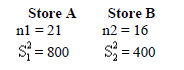 Store A Store B
n1 = 21 n2 = 16
S₁² = 800 S₂² = 400